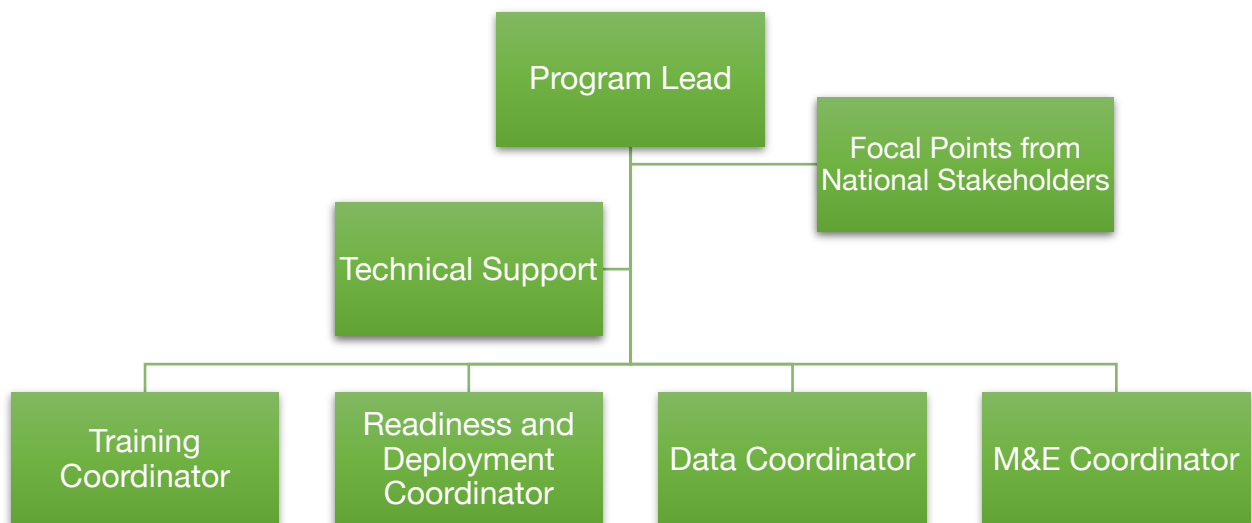 Program Lead
Focal Points from
National Stakeholders
Technical Support
Training
Coordinator
Readiness and
Deployment
Coordinator
Data Coordinator
M&E Coordinator